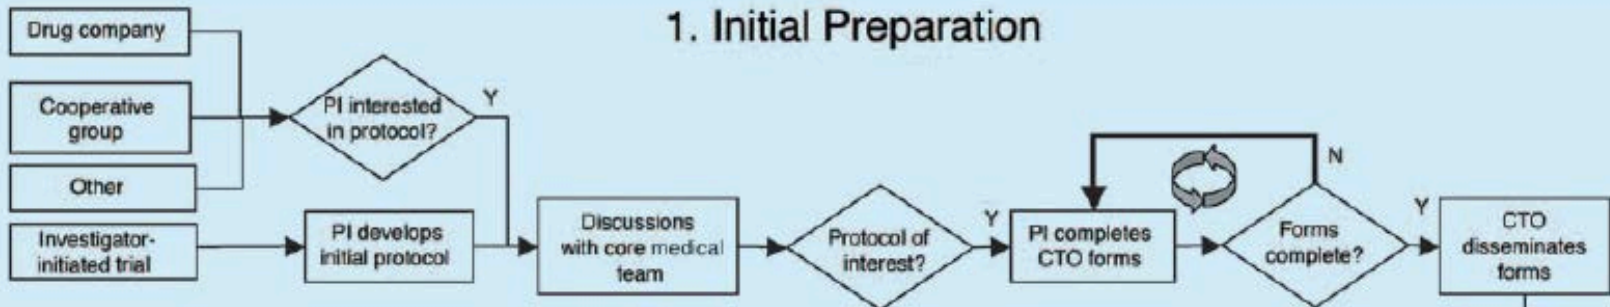 1. Initial Preparation
Drug company
Cooperative
group
Other
Investigator-
initiated trial
PI interested
in protocol?
Y
PI develops
initial protocol
Discussions
with core medical
team
Protocol of
interest?
Y
PI completes
CTO forms
N
Forms
complete?
Y
CTO
disseminates
forms